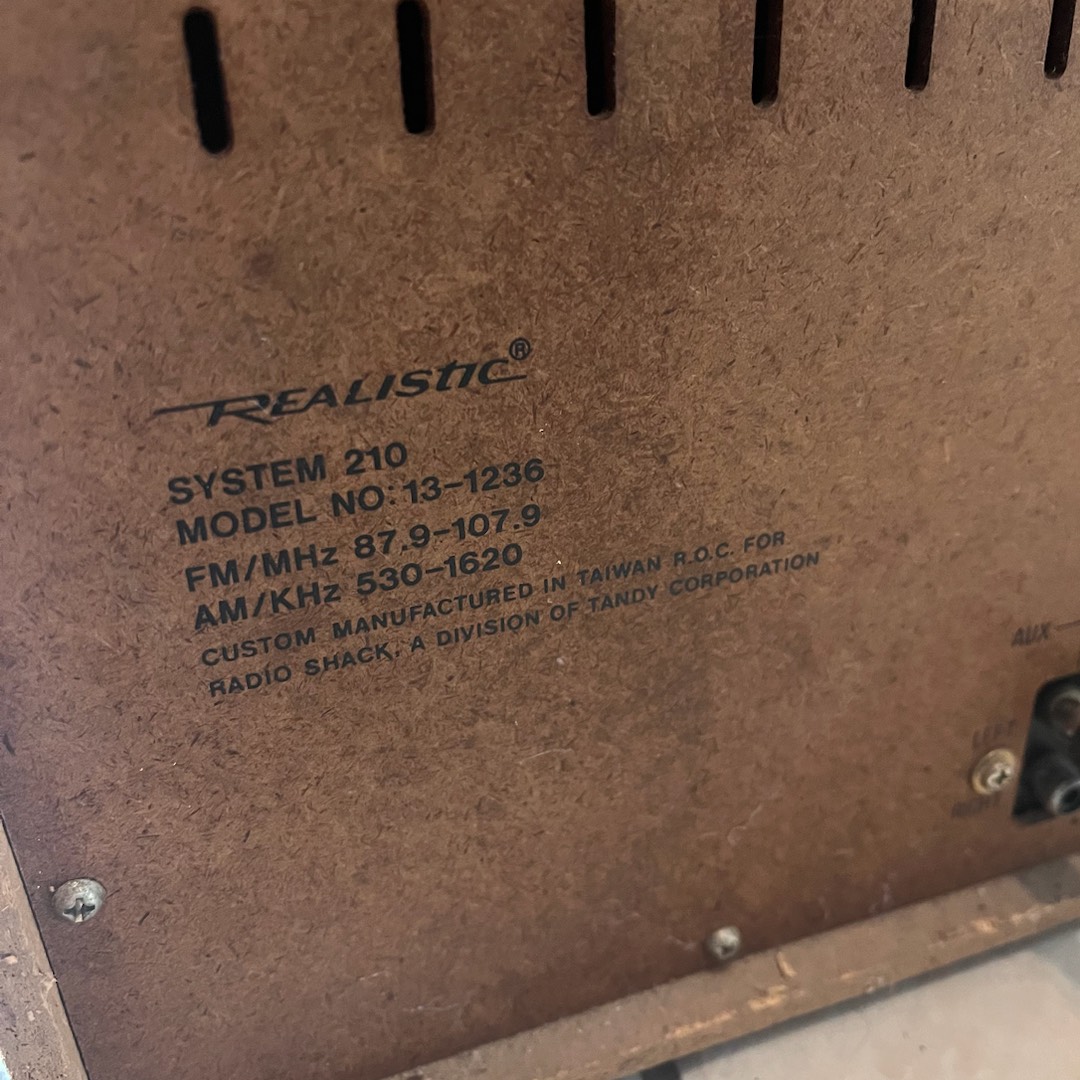 REALISTIC®
SYSTEM 210
MODEL NO: 13-1236
FM/MHz 87.9-107.9
AM/KHz 530-1620
CUSTOM MANUFACTURED IN TAIWAN R.O.C. FOR
RADIO SHACK, A DIVISION OF TANDY CORPORATION
AUX
LEFT
RIGHT